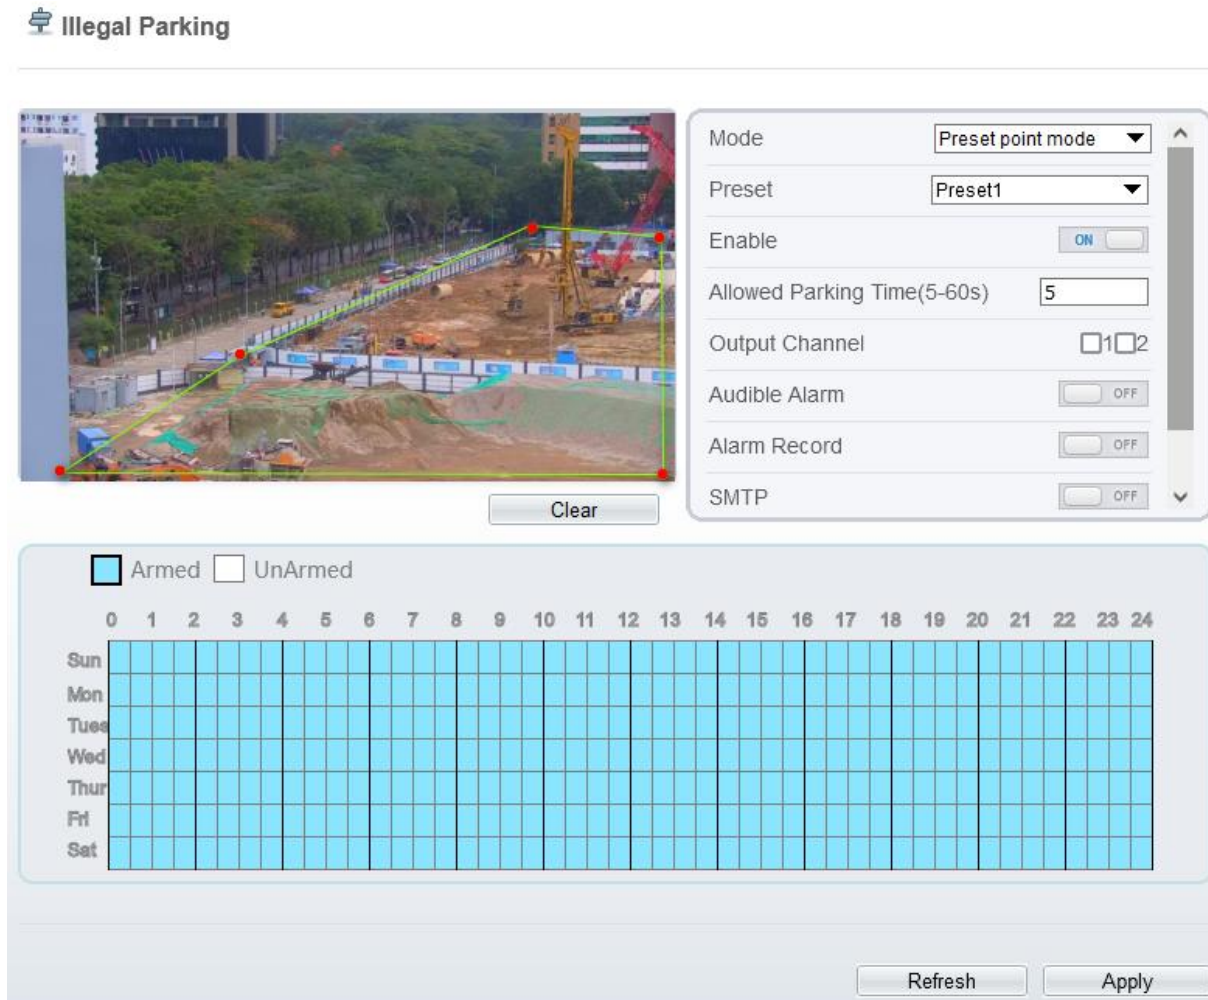 Illegal Parking
Mode Preset point mode
Preset Preset1
Enable ON
Allowed Parking Time(5-60s) 5
Output Channel 1 2
Audible Alarm OFF
Alarm Record OFF
SMTP OFF
Clear
Armed UnArmed
0 1 2 3 4 5 6 7 8 9 10 11 12 13 14 15 16 17 18 19 20 21 22 23 24
Sun
Mon
Tues
Wed
Thur
Fri
Sat
Refresh Apply